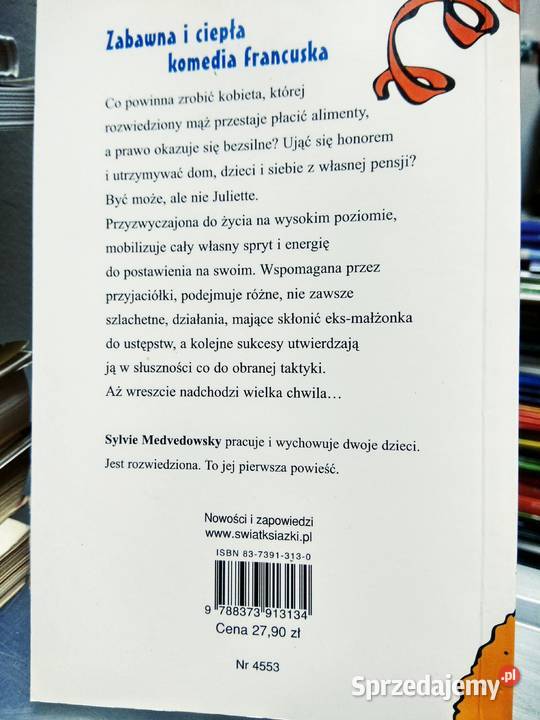 Zabawna i ciepła
komedia francuska
Co powinna zrobić kobieta, której
rozwiedziony mąż przestaje płacić alimenty,
a prawo okazuje się bezsilne? Ująć się honorem
i utrzymywać dom, dzieci i siebie z własnej pensji?
Być może, ale nie Juliette.
Przyzwyczajona do życia na wysokim poziomie,
mobilizuje cały własny spryt i energię
do postawienia na swoim. Wspomagana przez
przyjaciółki, podejmuje różne, nie zawsze
szlachetne, działania, mające skłonić eks-małżonka
do ustępstw, a kolejne sukcesy utwierdzają
ją w słuszności co do obranej taktyki.
Aż wreszcie nadchodzi wielka chwila…
Sylvie Medvedowsky pracuje i wychowuje dwoje dzieci.
Jest rozwiedziona. To jej pierwsza powieść.
Nowości i zapowiedzi
www.swiatksiazki.pl
ISBN 83-7391-313-0
9 788373 913134
Cena 27,90 zł
Nr 4553
Sprzedajemy.pl